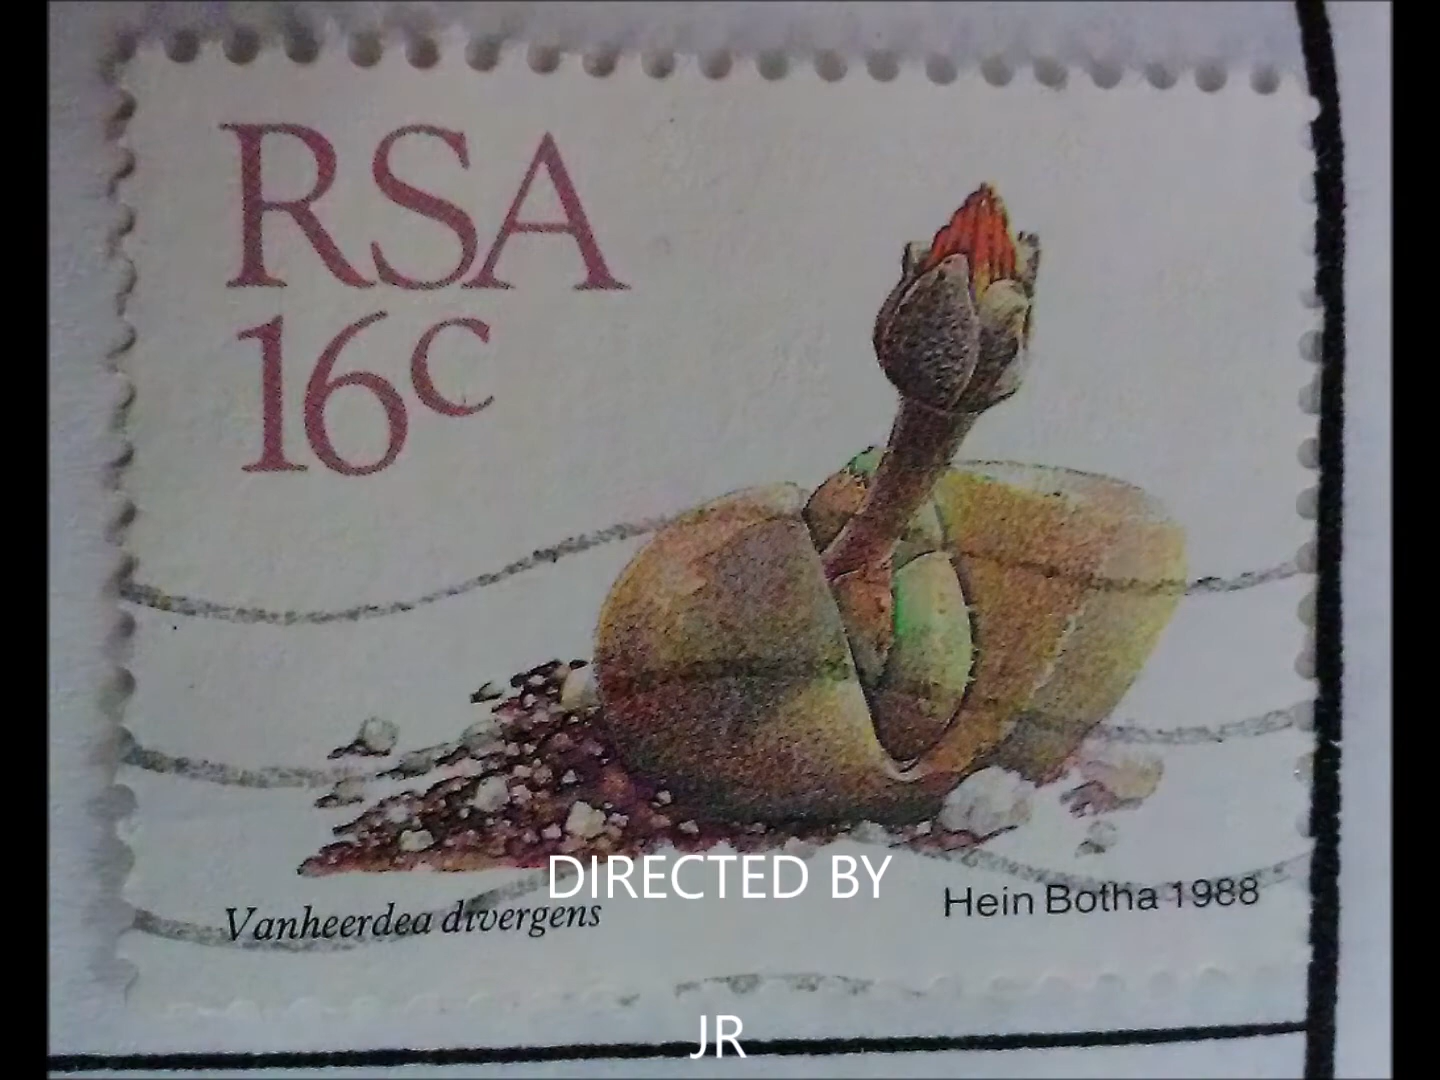 RSA
16c
DIRECTED BY
Vanheerdea divergens
Hein Botha 1988
JR